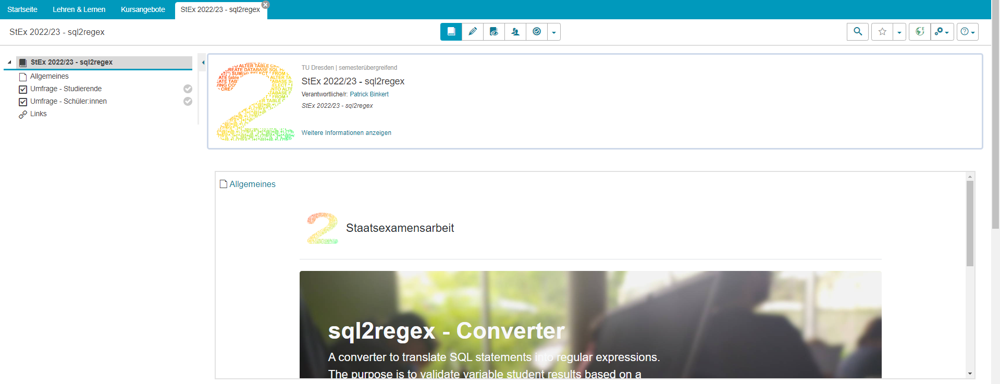 Startseite
Lehren & Lernen
Kursangebote
StEx 2022/23 - sql2regex
StEx 2022/23 - sql2regex
StEx 2022/23 - sql2regex
Allgemeines
Umfrage - Studierende
Umfrage - Schüler:innen
Links
TU Dresden | semesterübergreifend
StEx 2022/23 - sql2regex
Verantwortliche/r: Patrick Binkert
StEx 2022/23 - sql2regex
Weitere Informationen anzeigen
Allgemeines
Staatsexamensarbeit
sql2regex - Converter
A converter to translate SQL statements into regular expressions.
The purpose is to validate variable student results based on a